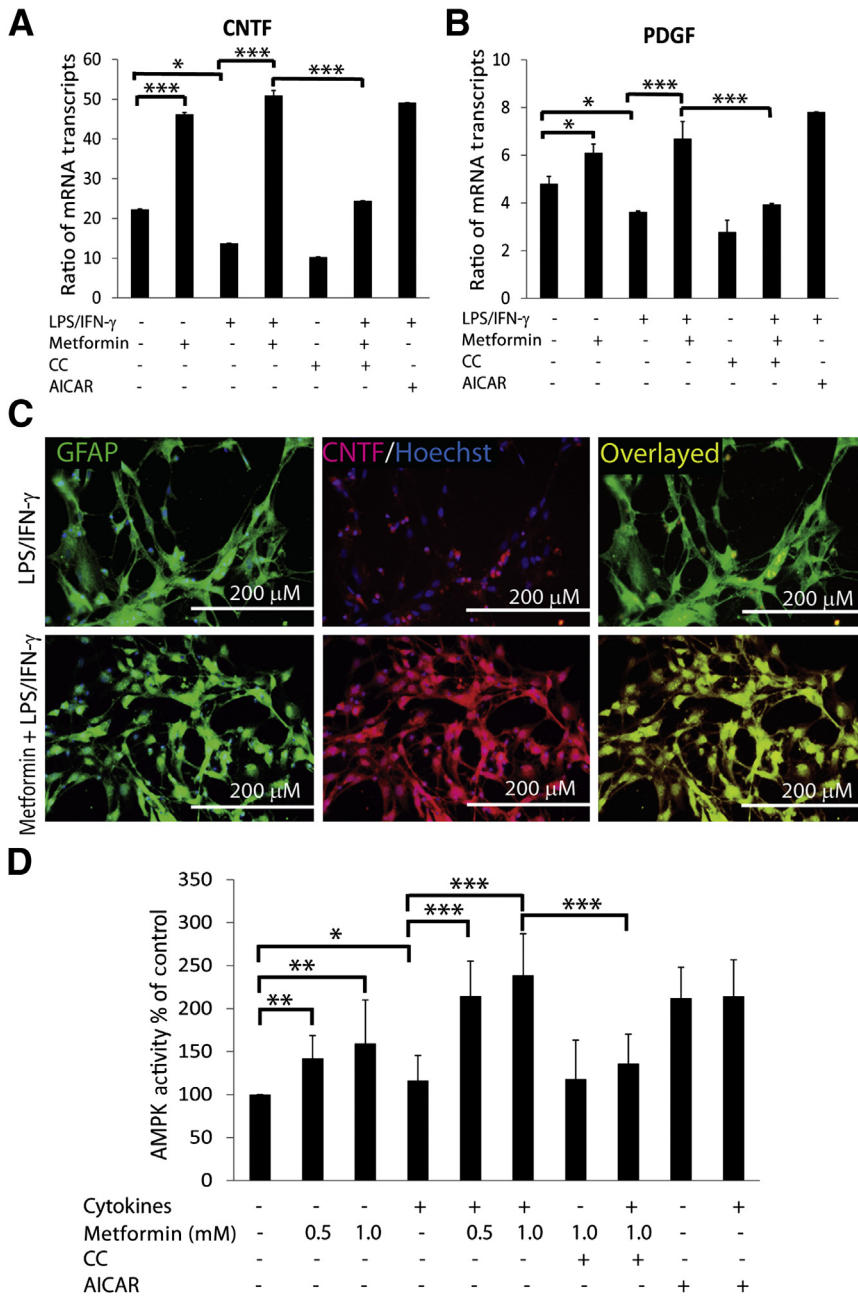 A
CNTF
Ratio of mRNA transcripts
60
50
40
30
20
10
0
*
***
***
***
LPS/IFN-γ - - + + - + +
Metformin - + - + - + -
CC - - - - + + -
AICAR - - - - - - +
B
PDGF
Ratio of mRNA transcripts
10
8
6
4
2
0
*
*
***
***
LPS/IFN-γ - - + + - + +
Metformin - + - + - + -
CC - - - - + + -
AICAR - - - - - - +
C
GFAP
CNTF/Hoechst
Overlayed
LPS/IFN-γ
200 µM
200 µM
200 µM
Metformin + LPS/IFN-γ
200 µM
200 µM
200 µM
D
AMPK activity % of control
350
300
250
200
150
100
50
0
**
**
*
***
***
***
Cytokines - - - + + + - + - +
Metformin (mM) - 0.5 1.0 - 0.5 1.0 1.0 1.0 - -
CC - - - - - - + + - -
AICAR - - - - - - - - + +